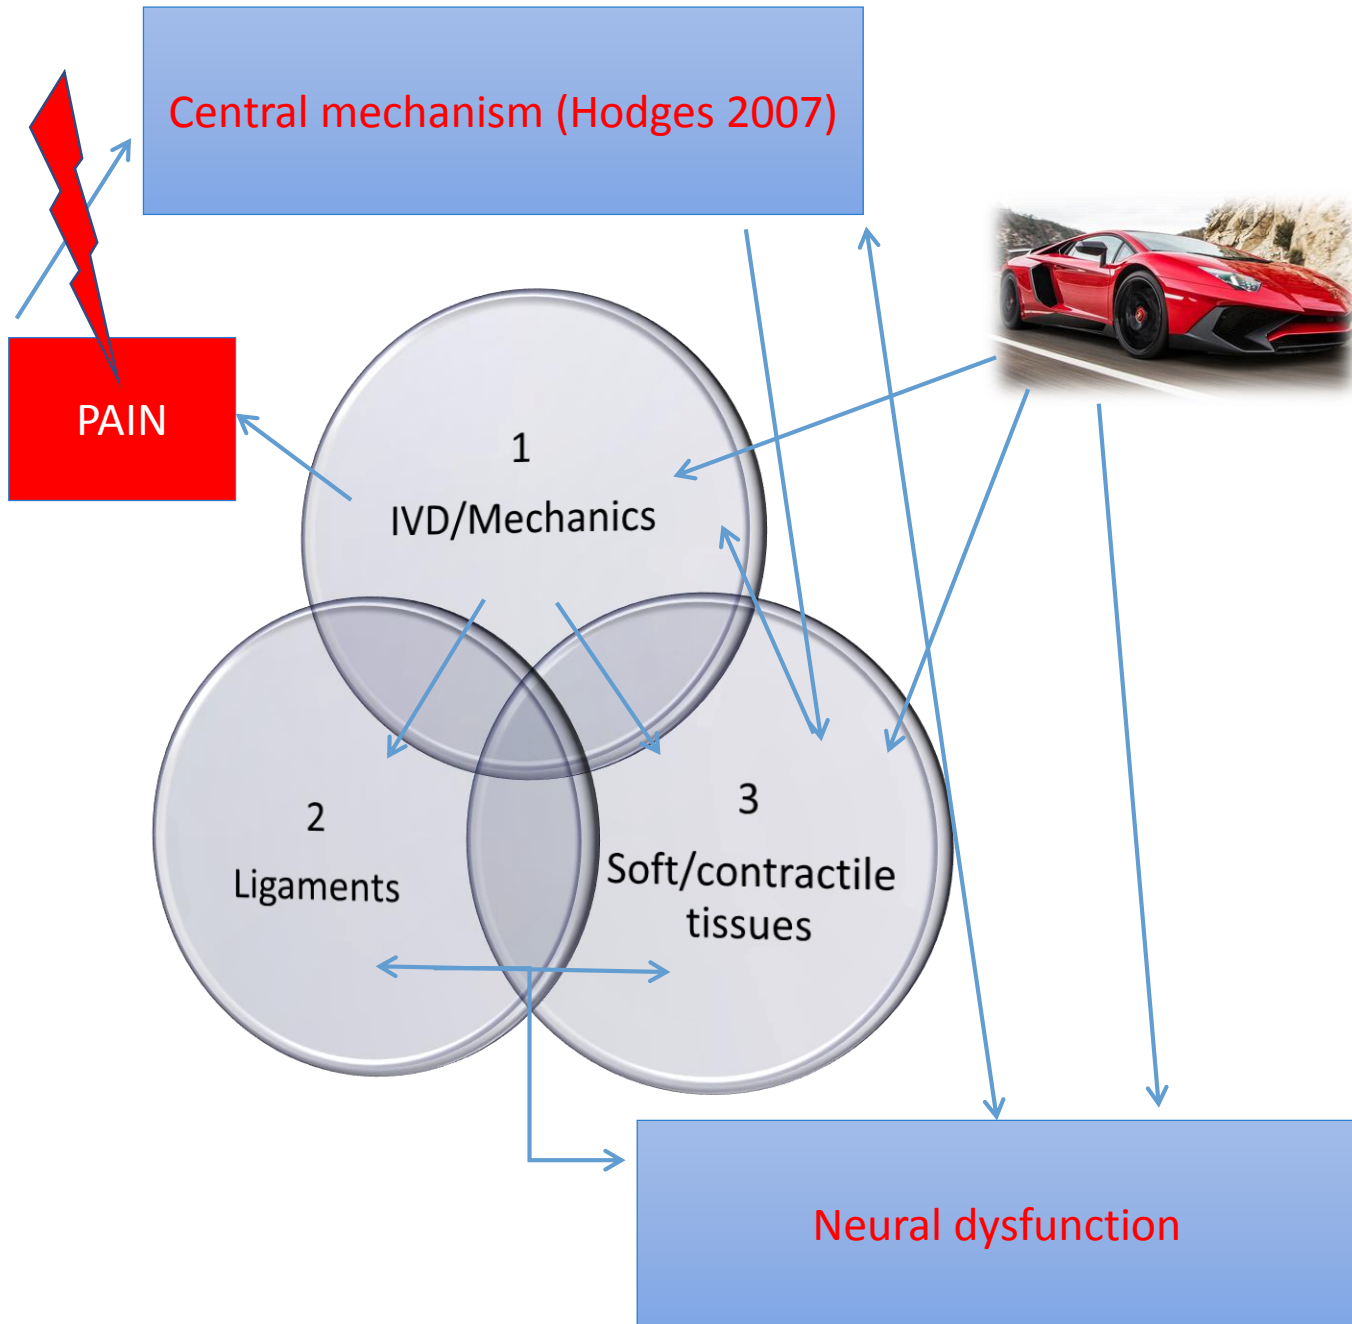 Central mechanism (Hodges 2007)
PAIN
1
IVD/Mechanics
2
Ligaments
3
Soft/contractile
tissues
Neural dysfunction